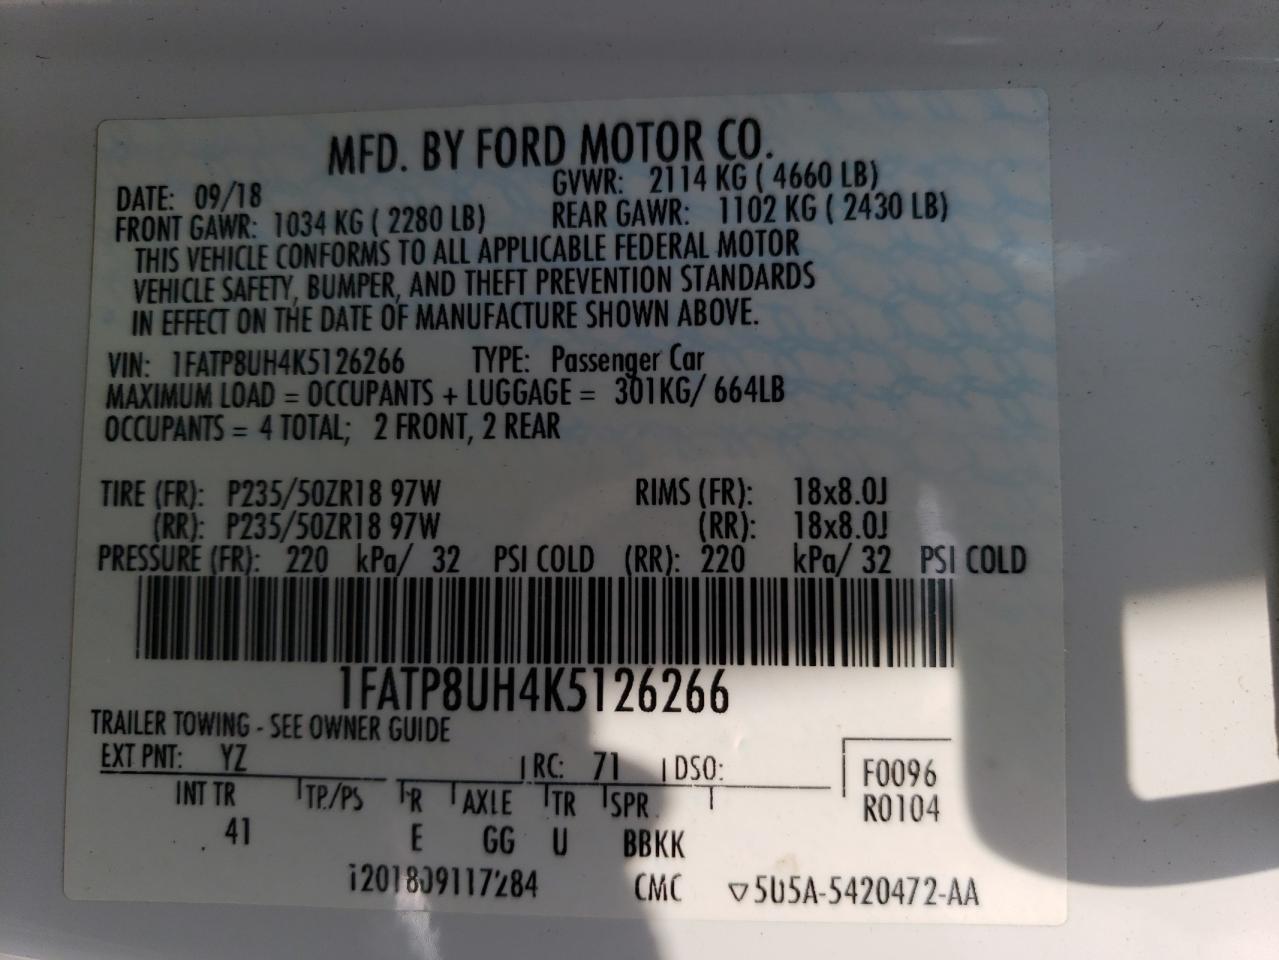 MFD. BY FORD MOTOR CO.
DATE: 09/18 GVWR: 2114 KG ( 4660 LB)
FRONT GAWR: 1034 KG ( 2280 LB) REAR GAWR: 1102 KG ( 2430 LB)
THIS VEHICLE CONFORMS TO ALL APPLICABLE FEDERAL MOTOR
VEHICLE SAFETY, BUMPER, AND THEFT PREVENTION STANDARDS
IN EFFECT ON THE DATE OF MANUFACTURE SHOWN ABOVE.
VIN: 1FATP8UH4K5126266 TYPE: Passenger Car
MAXIMUM LOAD = OCCUPANTS + LUGGAGE = 301KG/ 664LB
OCCUPANTS = 4 TOTAL; 2 FRONT, 2 REAR
TIRE (FR): P235/50ZR18 97W RIMS (FR): 18x8.0J
(RR): P235/50ZR18 97W (RR): 18x8.0J
PRESSURE (FR): 220 kPa/ 32 PSI COLD (RR): 220 kPa/ 32 PSI COLD
1FATP8UH4K5126266
TRAILER TOWING - SEE OWNER GUIDE
EXT PNT: YZ RC: 71 DSO:
F0096
INT TR TP/PS R AXLE TR SPR R0104
41 E GG U BBKK
CMC ▽5U5A-5420472-AA